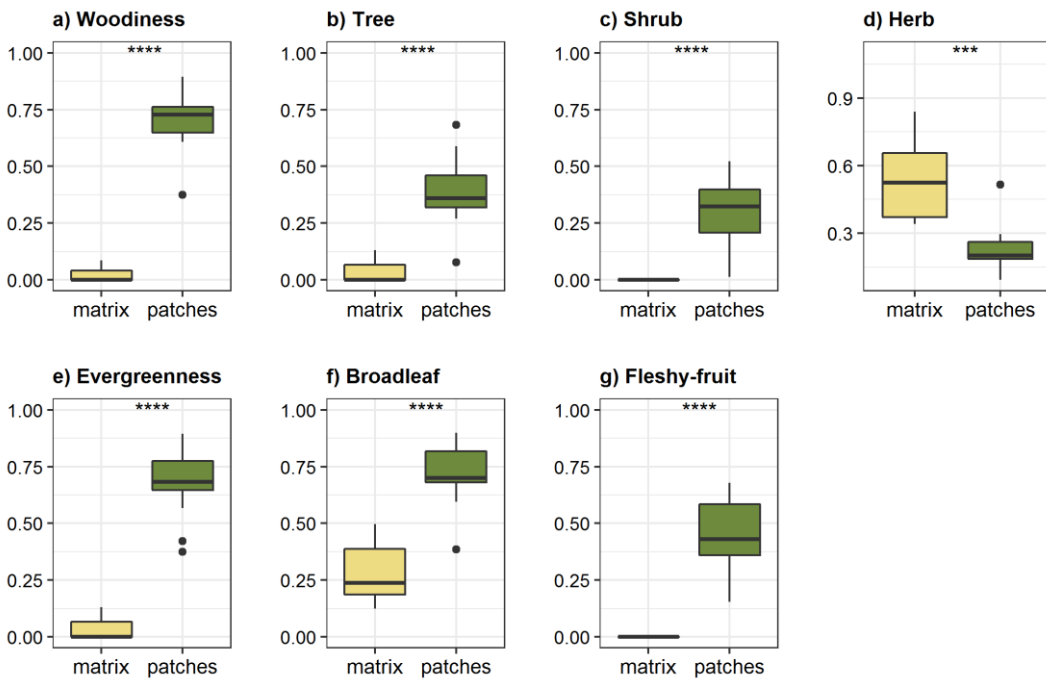 a) Woodiness
b) Tree
c) Shrub
d) Herb
****
****
****
***
1.00
0.75
0.50
0.25
0.00
1.00
0.75
0.50
0.25
0.00
1.00
0.75
0.50
0.25
0.00
0.9
0.6
0.3
matrix patches
matrix patches
matrix patches
matrix patches
e) Evergreenness
f) Broadleaf
g) Fleshy-fruit
****
****
****
1.00
0.75
0.50
0.25
0.00
1.00
0.75
0.50
0.25
0.00
1.00
0.75
0.50
0.25
0.00
matrix patches
matrix patches
matrix patches